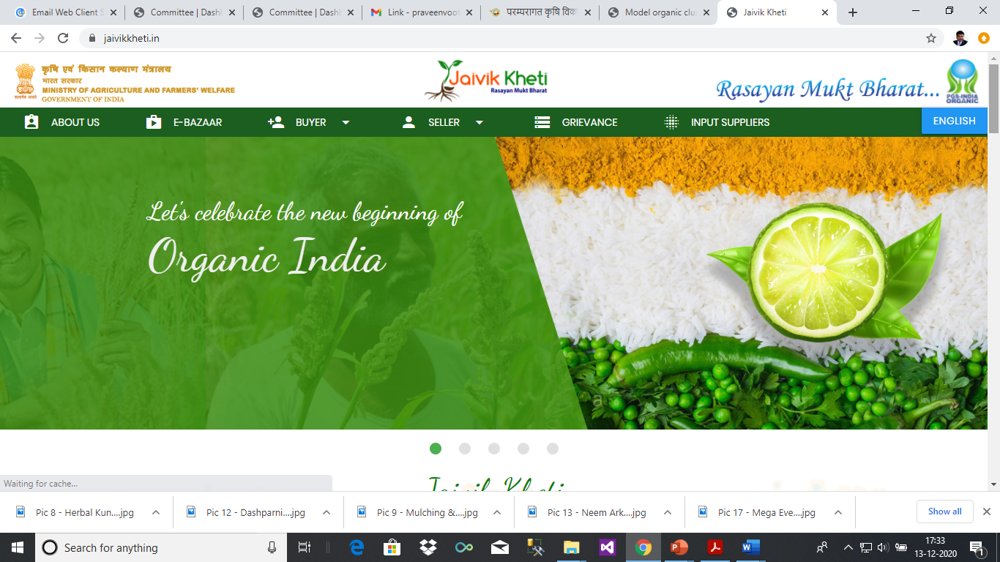 Email Web Client S
Committee | Dash
Committee | Dash
Link - praveenvoot
परम्परागत कृषि विक
Model organic clu
Jaivik Kheti
jaivikkheti.in
कृषि एवं किसान कल्याण मंत्रालय
भारत सरकार
MINISTRY OF AGRICULTURE AND FARMERS' WELFARE
GOVERNMENT OF INDIA
सत्यमेव जयते
Jaivik Kheti
Rasayan Mukt Bharat
Rasayan Mukt Bharat...
PGS-INDIA
ORGANIC
ABOUT US
E-BAZAAR
BUYER
SELLER
GRIEVANCE
INPUT SUPPLIERS
ENGLISH
Let's celebrate the new beginning of
Organic India
Jaivik Kheti
Waiting for cache...
Pic 8 - Herbal Kun....jpg
Pic 12 - Dashparni....jpg
Pic 9 - Mulching &....jpg
Pic 13 - Neem Ark....jpg
Pic 17 - Mega Eve....jpg
Show all
Search for anything
17:33
13-12-2020
1